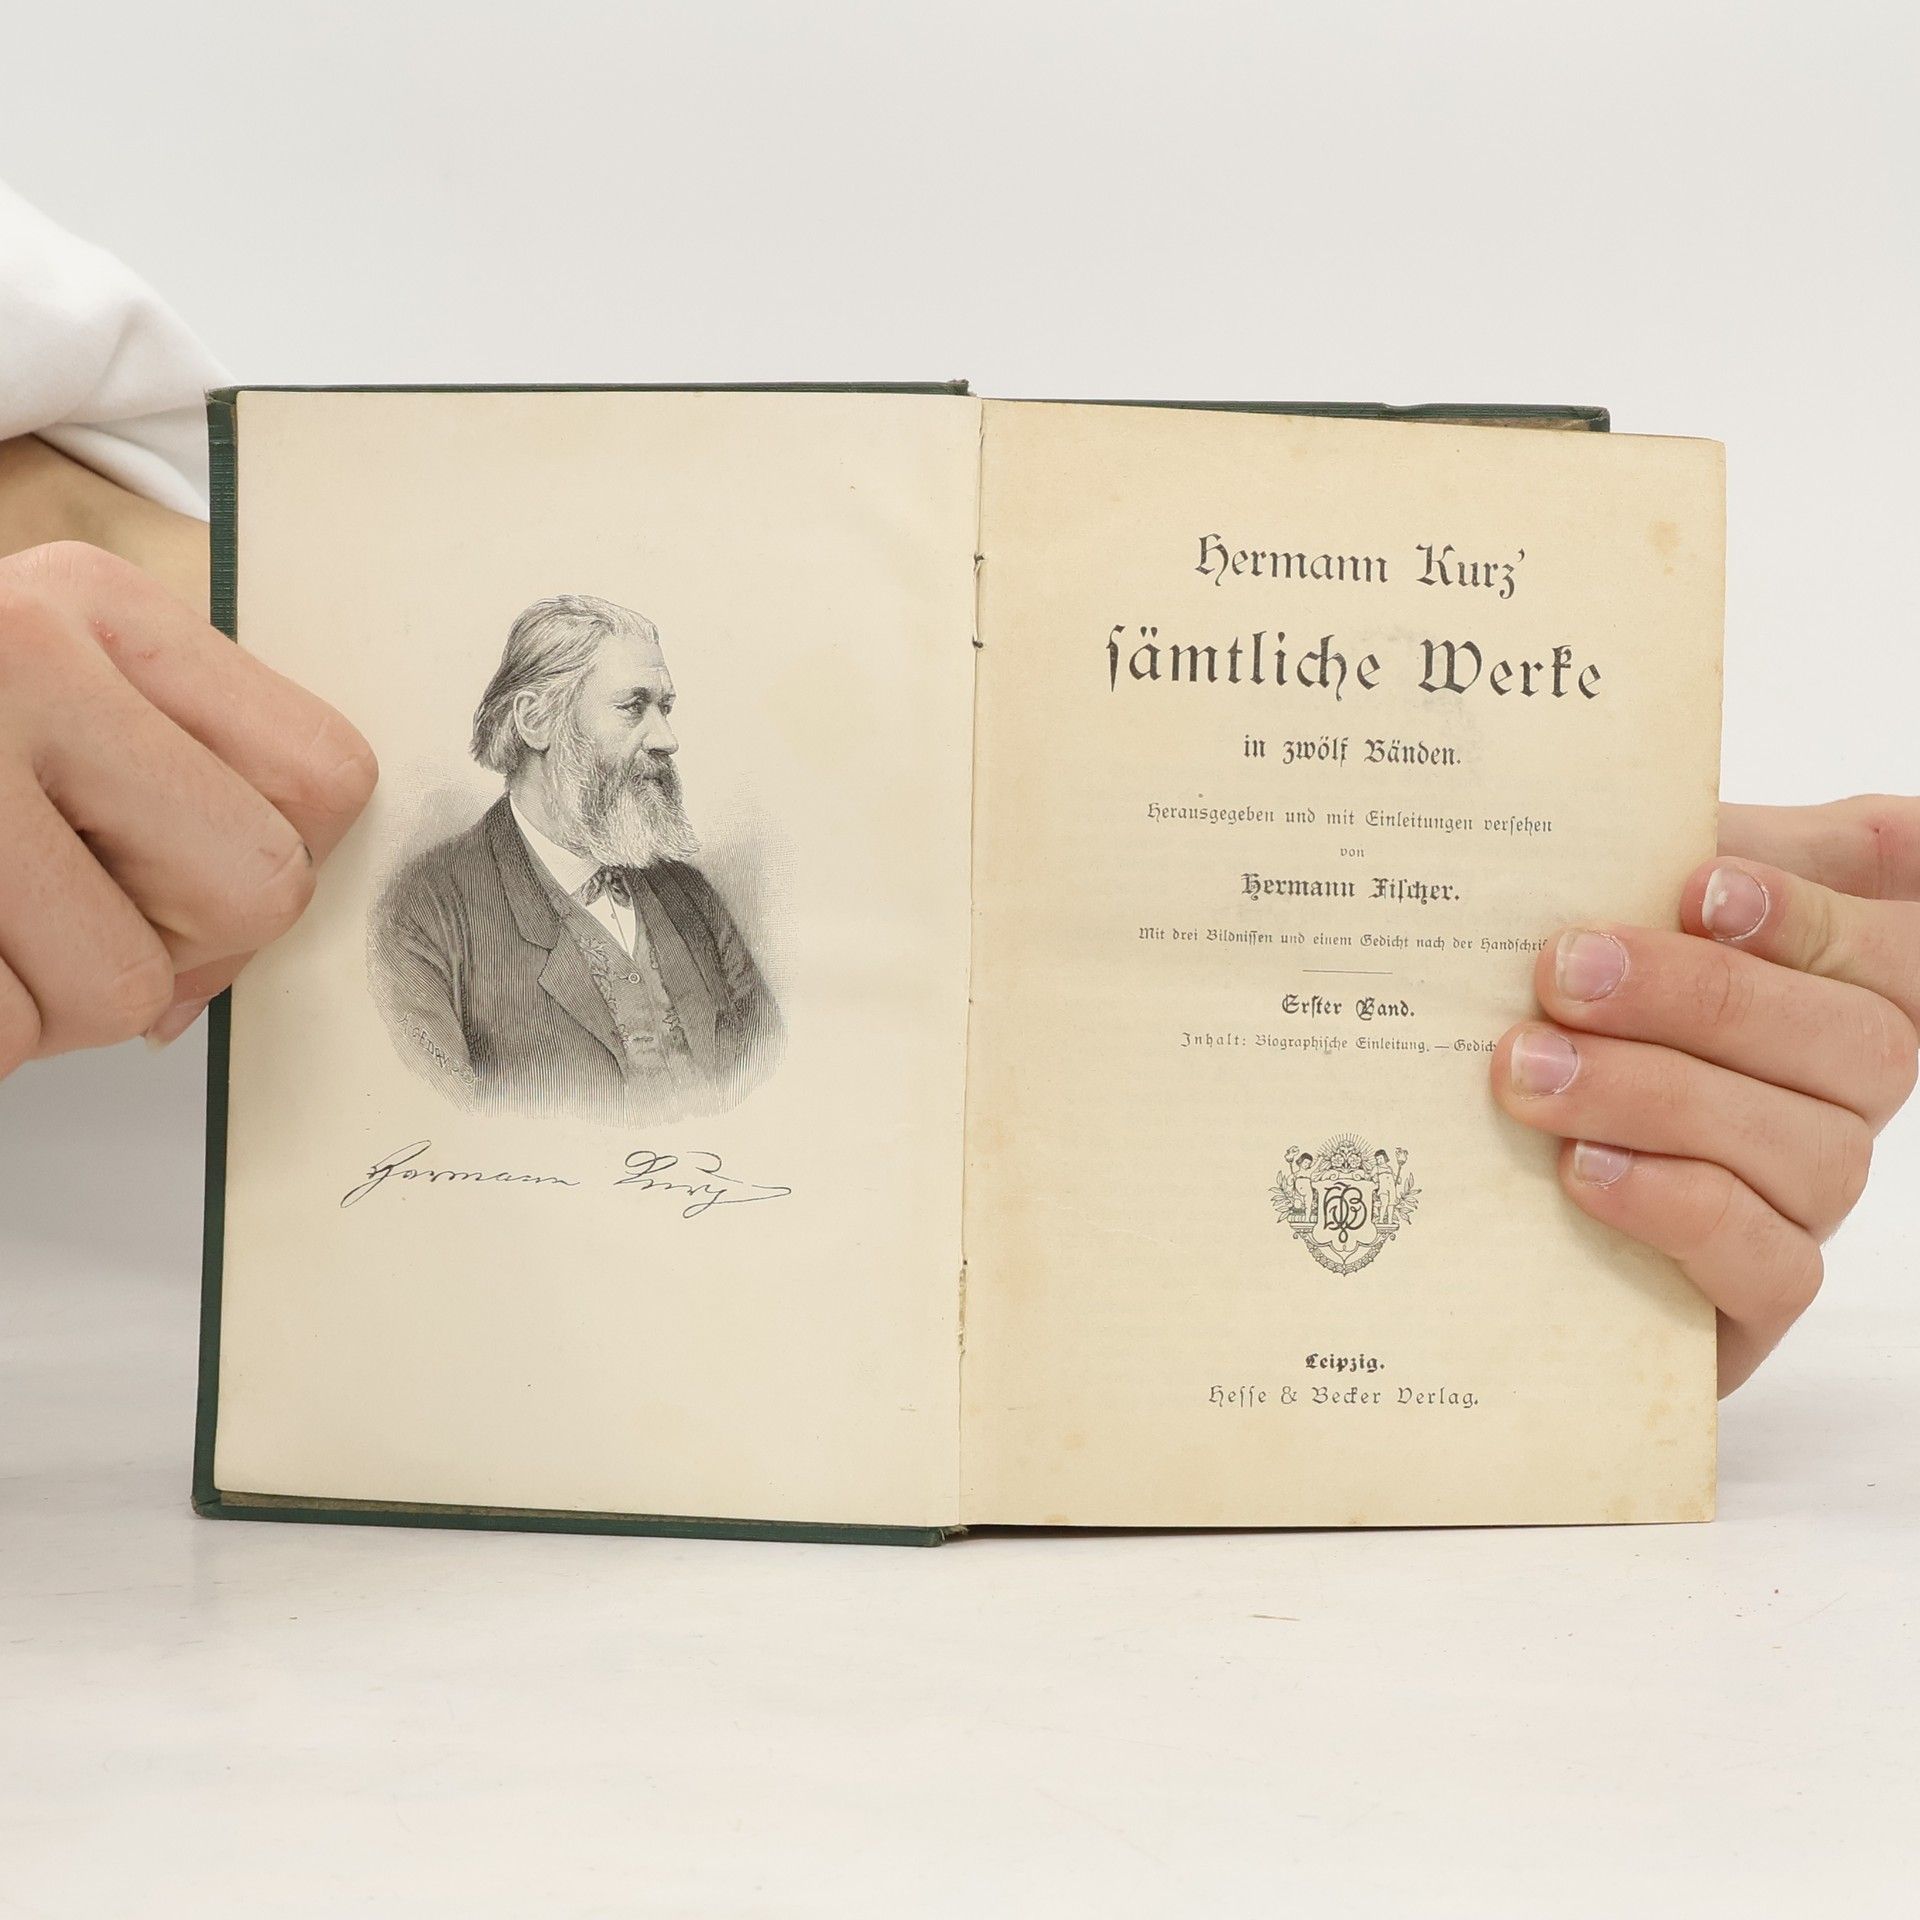 Hermann Kurz
Hermann Kurz'
sämtliche Werke
in zwölf Bänden.
Herausgegeben und mit Einleitungen versehen
von
Hermann Fischer.
Mit drei Bildnissen und einem Gedicht nach der
Erster Band.
Inhalt: Biographische Einleitung. —
Leipzig.
Hesse & Becker Verlag.